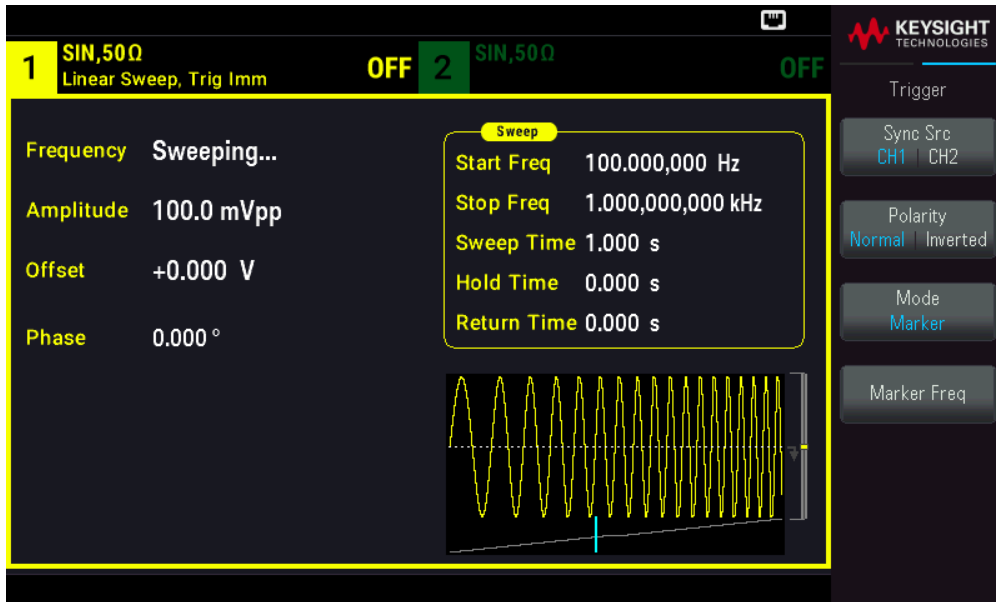 1 SIN,50Ω
Linear Sweep, Trig Imm
OFF
2 SIN,50Ω
OFF
Frequency Sweeping...
Amplitude 100.0 mVpp
Offset +0.000 V
Phase 0.000 °
Sweep
Start Freq 100.000,000 Hz
Stop Freq 1.000,000,000 kHz
Sweep Time 1.000 s
Hold Time 0.000 s
Return Time 0.000 s
KEYSIGHT
TECHNOLOGIES
Trigger
Sync Src
CH1 | CH2
Polarity
Normal | Inverted
Mode
Marker
Marker Freq